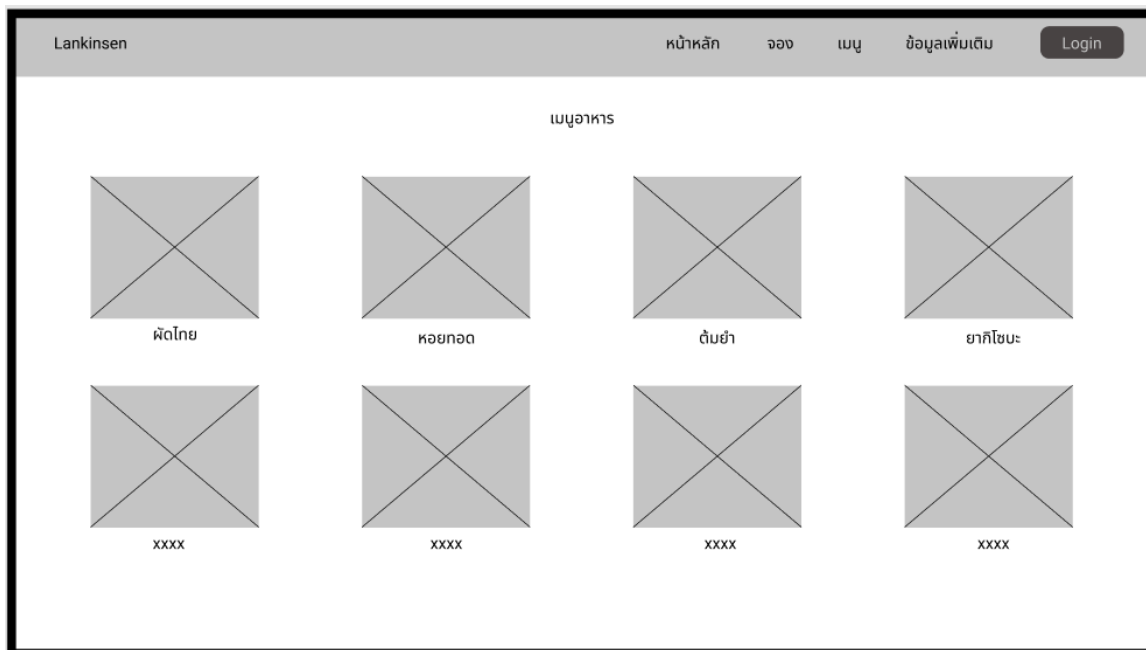 Lankinsen หน้าหลัก จอง เมนู ข้อมูลเพิ่มเติม Login
เมนูอาหาร
ผัดไทย หอยทอด ต้มยำ ยากิโซบะ
xxxx xxxx xxxx xxxx